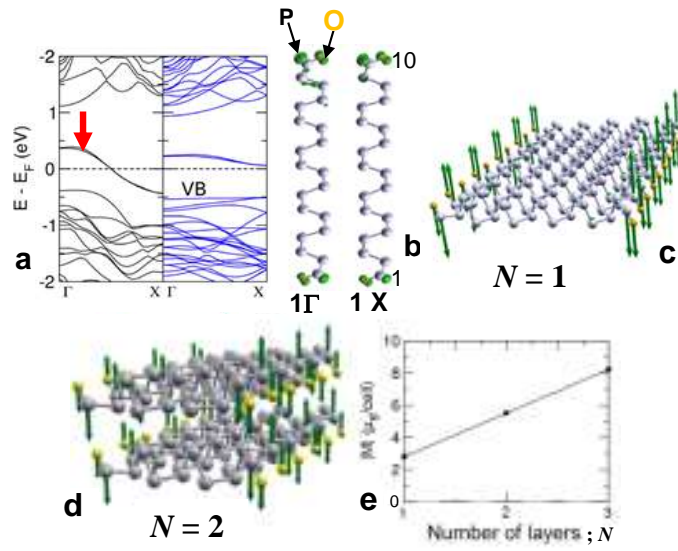 P
O
2
1
0
-1
-2
E - E_F (eV)
VB
Γ
X
Γ
X
a
10
1
1Γ
1 X
b
c
N = 1
d
N = 2
e
10
8
6
4
2
0
|M| (μ_B/cell)
1
2
3
Number of layers ; N